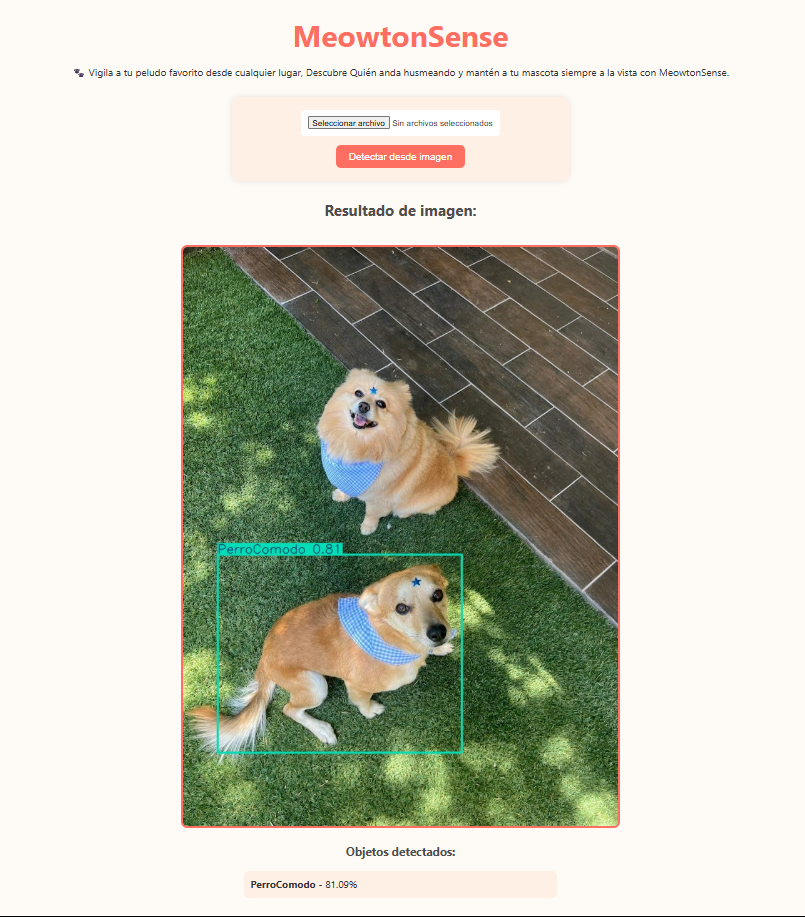 MeowtonSense
🐾 Vigila a tu peludo favorito desde cualquier lugar, Descubre Quién anda husmeando y mantén a tu mascota siempre a la vista con MeowtonSense.
Seleccionar archivo Sin archivos seleccionados
Detectar desde imagen
Resultado de imagen:
PerroComodo 0.81
Objetos detectados:
PerroComodo - 81.09%